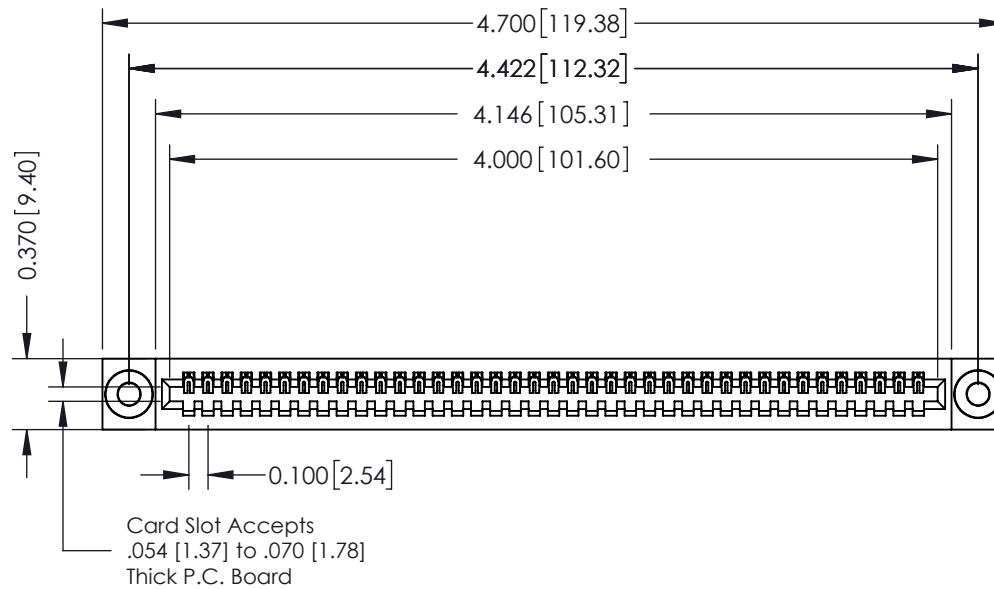 4.700 [119.38]
4.422 [112.32]
4.146 [105.31]
4.000 [101.60]
0.370 [9.40]
0.100 [2.54]
Card Slot Accepts
.054 [1.37] to .070 [1.78]
Thick P.C. Board